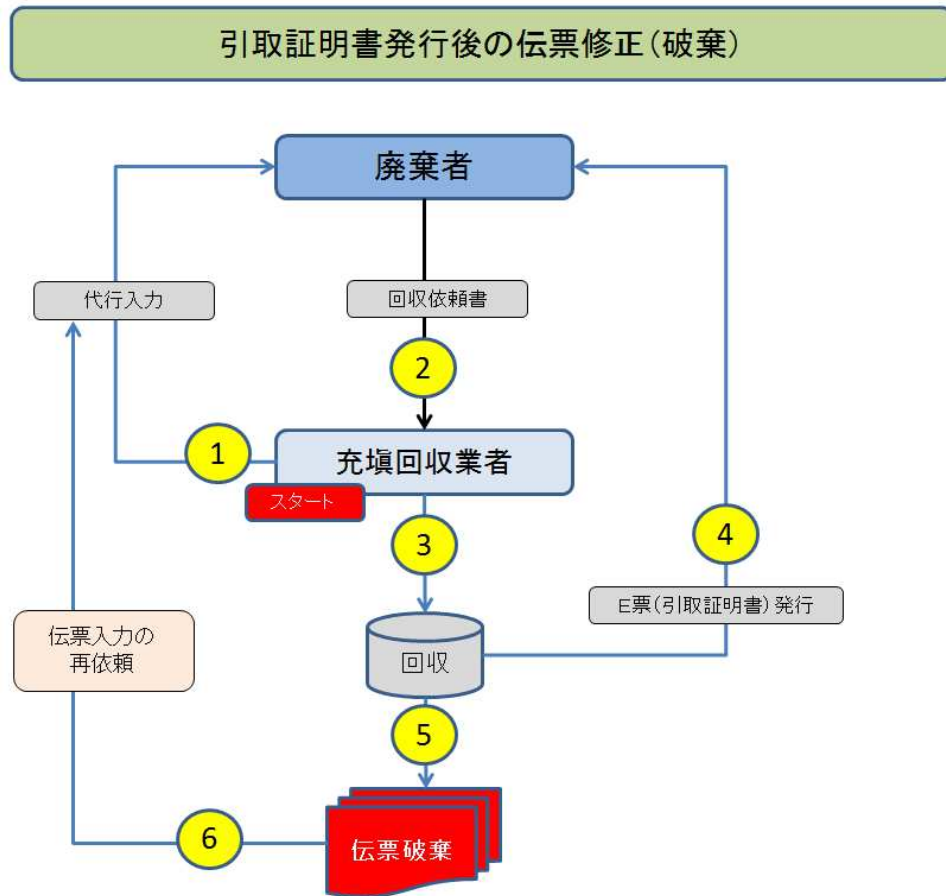 引取証明書発行後の伝票修正(破棄)
廃棄者
代行入力
回収依頼書
2
1
充塡回収業者
スタート
3
4
E票(引取証明書)発行
伝票入力の
再依頼
回収
5
6
伝票破棄